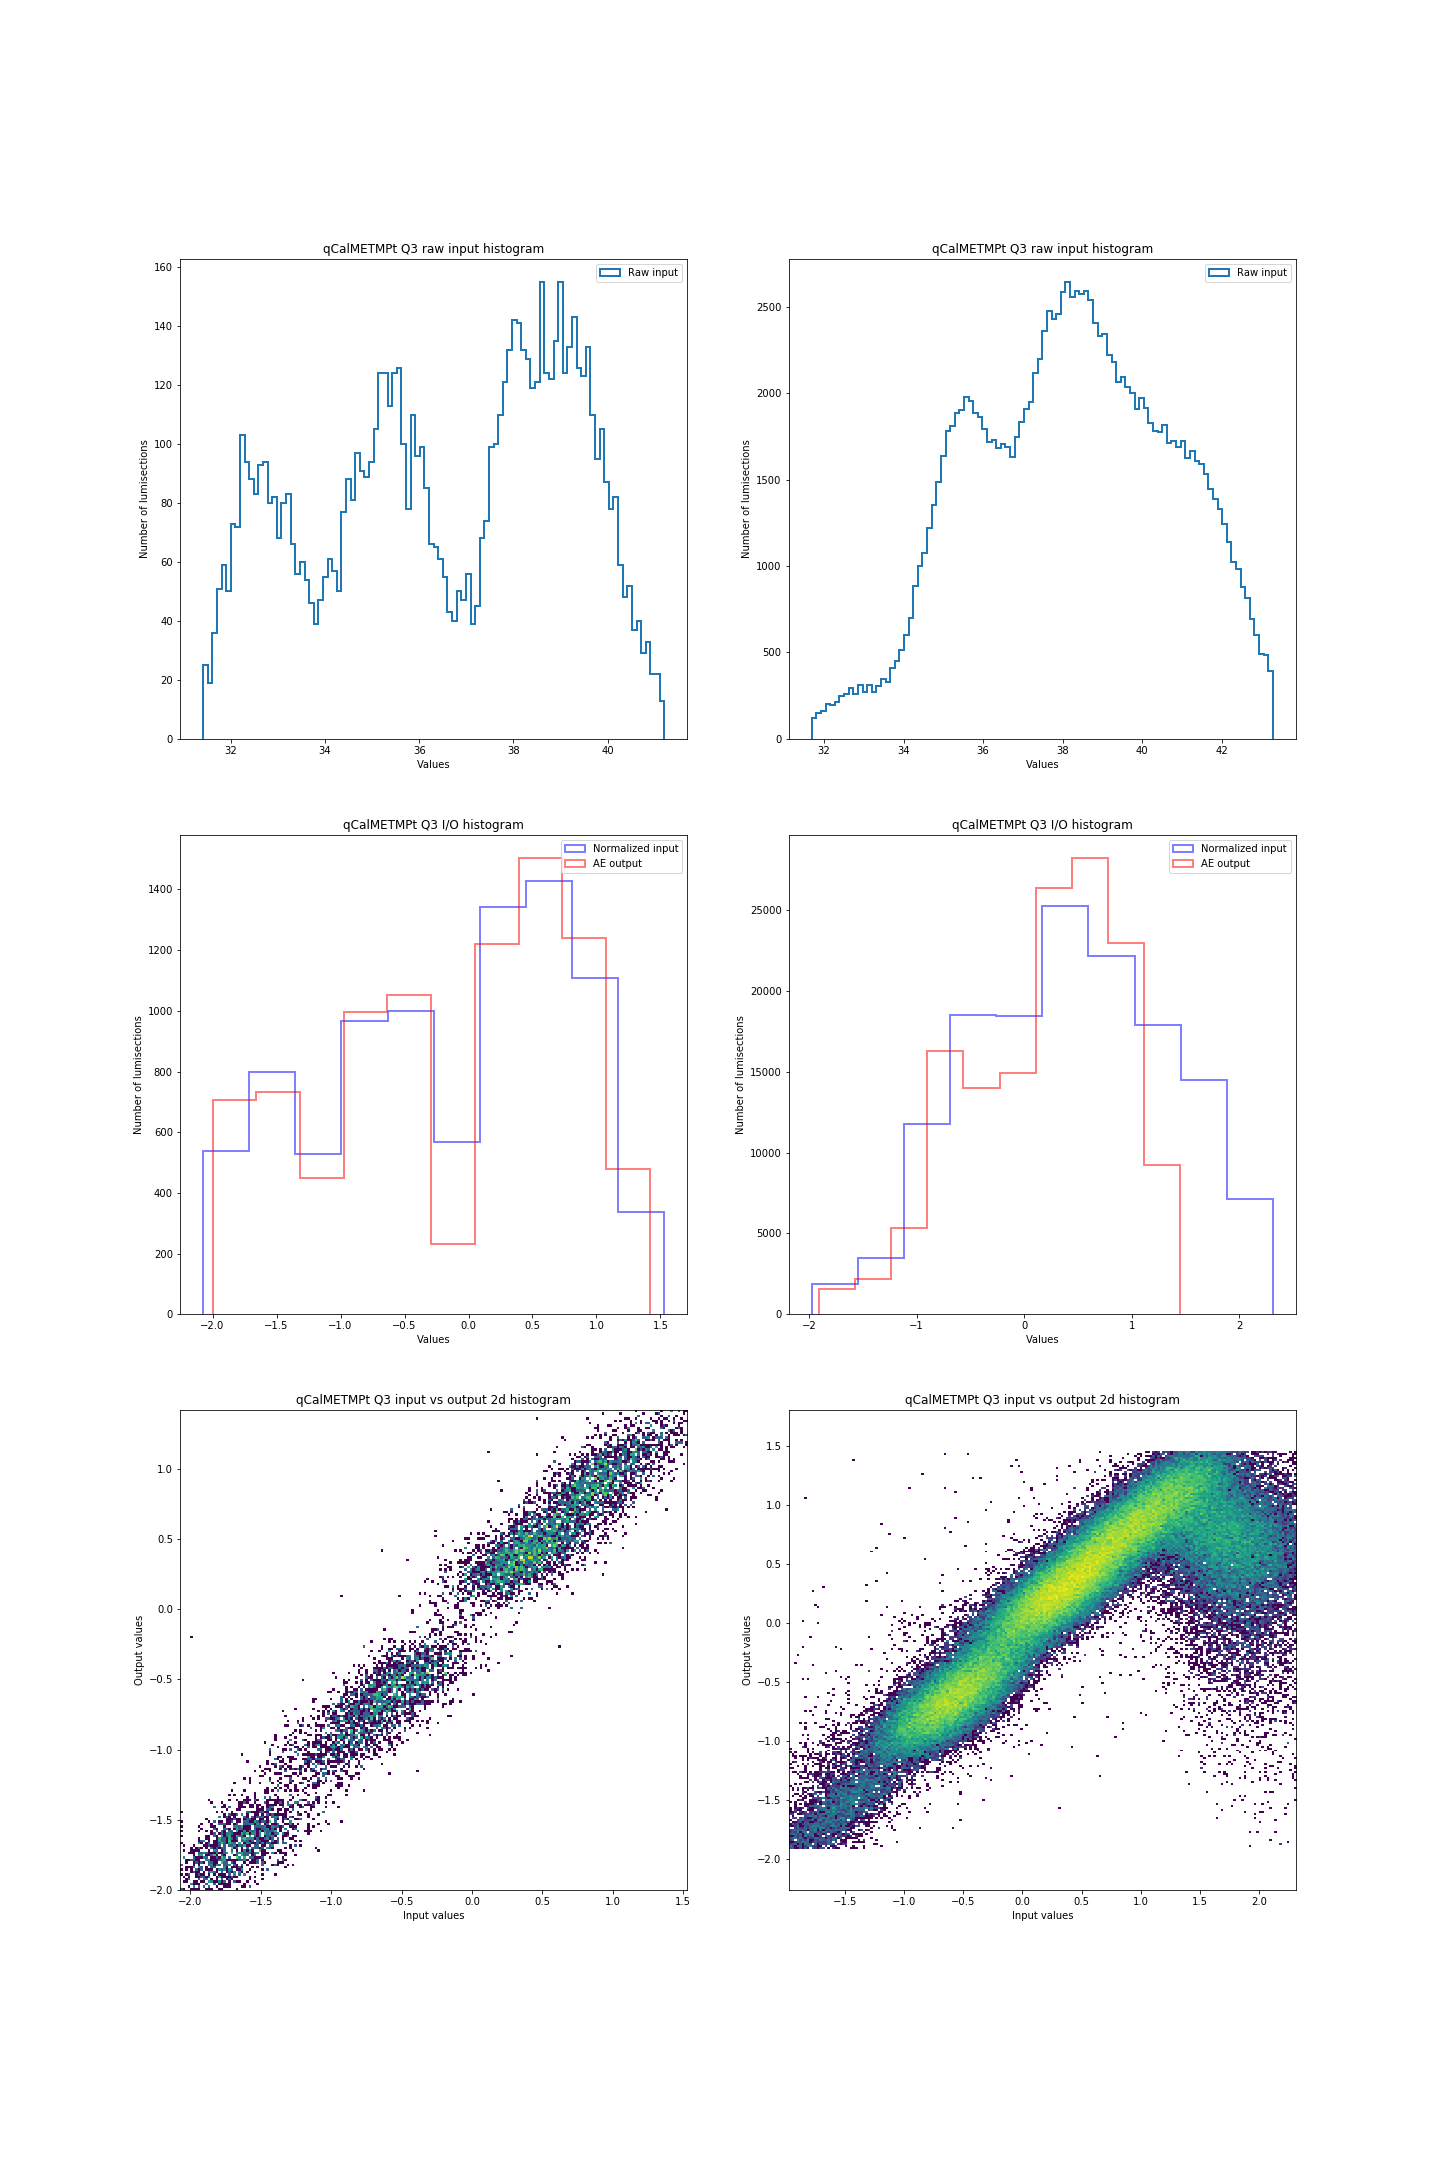 qCalMETMPt Q3 raw input histogram
Raw input
Number of lumisections
160
140
120
100
80
60
40
20
0
32 34 36 38 40
Values
qCalMETMPt Q3 raw input histogram
Raw input
Number of lumisections
2500
2000
1500
1000
500
0
32 34 36 38 40 42
Values
qCalMETMPt Q3 I/O histogram
Normalized input
AE output
Number of lumisections
1400
1200
1000
800
600
400
200
0
−2.0 −1.5 −1.0 −0.5 0.0 0.5 1.0 1.5
Values
qCalMETMPt Q3 I/O histogram
Normalized input
AE output
Number of lumisections
25000
20000
15000
10000
5000
0
−2 −1 0 1 2
Values
qCalMETMPt Q3 input vs output 2d histogram
Output values
1.0
0.5
0.0
−0.5
−1.0
−1.5
−2.0
−2.0 −1.5 −1.0 −0.5 0.0 0.5 1.0 1.5
Input values
qCalMETMPt Q3 input vs output 2d histogram
Output values
1.5
1.0
0.5
0.0
−0.5
−1.0
−1.5
−2.0
−1.5 −1.0 −0.5 0.0 0.5 1.0 1.5 2.0
Input values